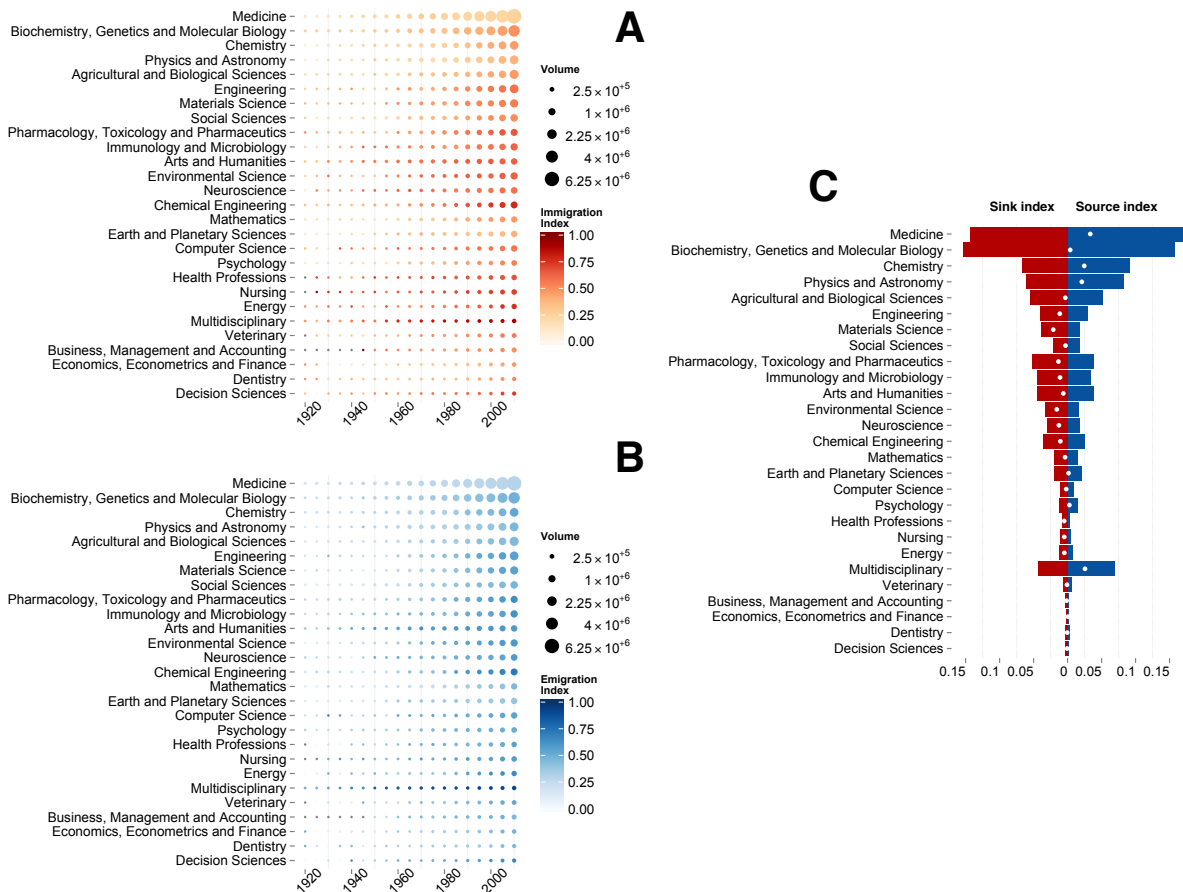 A
Medicine
Biochemistry, Genetics and Molecular Biology
Chemistry
Physics and Astronomy
Agricultural and Biological Sciences
Engineering
Materials Science
Social Sciences
Pharmacology, Toxicology and Pharmaceutics
Immunology and Microbiology
Arts and Humanities
Environmental Science
Neuroscience
Chemical Engineering
Mathematics
Earth and Planetary Sciences
Computer Science
Psychology
Health Professions
Nursing
Energy
Multidisciplinary
Veterinary
Business, Management and Accounting
Economics, Econometrics and Finance
Dentistry
Decision Sciences
1920
1940
1960
1980
2000
Volume
2.5 × 10⁺⁵
1 × 10⁺⁶
2.25 × 10⁺⁶
4 × 10⁺⁶
6.25 × 10⁺⁶
Immigration
Index
1.00
0.75
0.50
0.25
0.00
B
Medicine
Biochemistry, Genetics and Molecular Biology
Chemistry
Physics and Astronomy
Agricultural and Biological Sciences
Engineering
Materials Science
Social Sciences
Pharmacology, Toxicology and Pharmaceutics
Immunology and Microbiology
Arts and Humanities
Environmental Science
Neuroscience
Chemical Engineering
Mathematics
Earth and Planetary Sciences
Computer Science
Psychology
Health Professions
Nursing
Energy
Multidisciplinary
Veterinary
Business, Management and Accounting
Economics, Econometrics and Finance
Dentistry
Decision Sciences
1920
1940
1960
1980
2000
Volume
2.5 × 10⁺⁵
1 × 10⁺⁶
2.25 × 10⁺⁶
4 × 10⁺⁶
6.25 × 10⁺⁶
Emigration
Index
1.00
0.75
0.50
0.25
0.00
C
Sink index Source index
Medicine
Biochemistry, Genetics and Molecular Biology
Chemistry
Physics and Astronomy
Agricultural and Biological Sciences
Engineering
Materials Science
Social Sciences
Pharmacology, Toxicology and Pharmaceutics
Immunology and Microbiology
Arts and Humanities
Environmental Science
Neuroscience
Chemical Engineering
Mathematics
Earth and Planetary Sciences
Computer Science
Psychology
Health Professions
Nursing
Energy
Multidisciplinary
Veterinary
Business, Management and Accounting
Economics, Econometrics and Finance
Dentistry
Decision Sciences
0.15 0.1 0.05 0 0.05 0.1 0.15